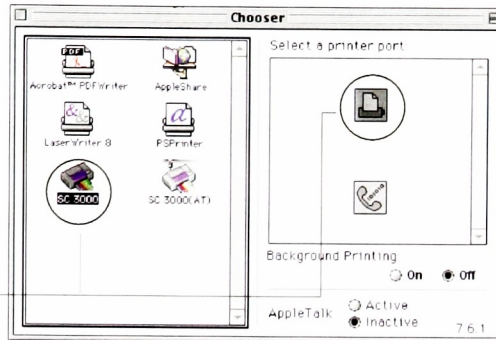 Chooser
PDF
Acrobat™ PDFWriter
AppleShare
LaserWriter 8
PSPrinter
SC 3000
SC 3000(AT)
Select a printer port
Background Printing
On
Off
AppleTalk
Active
Inactive
7.6.1